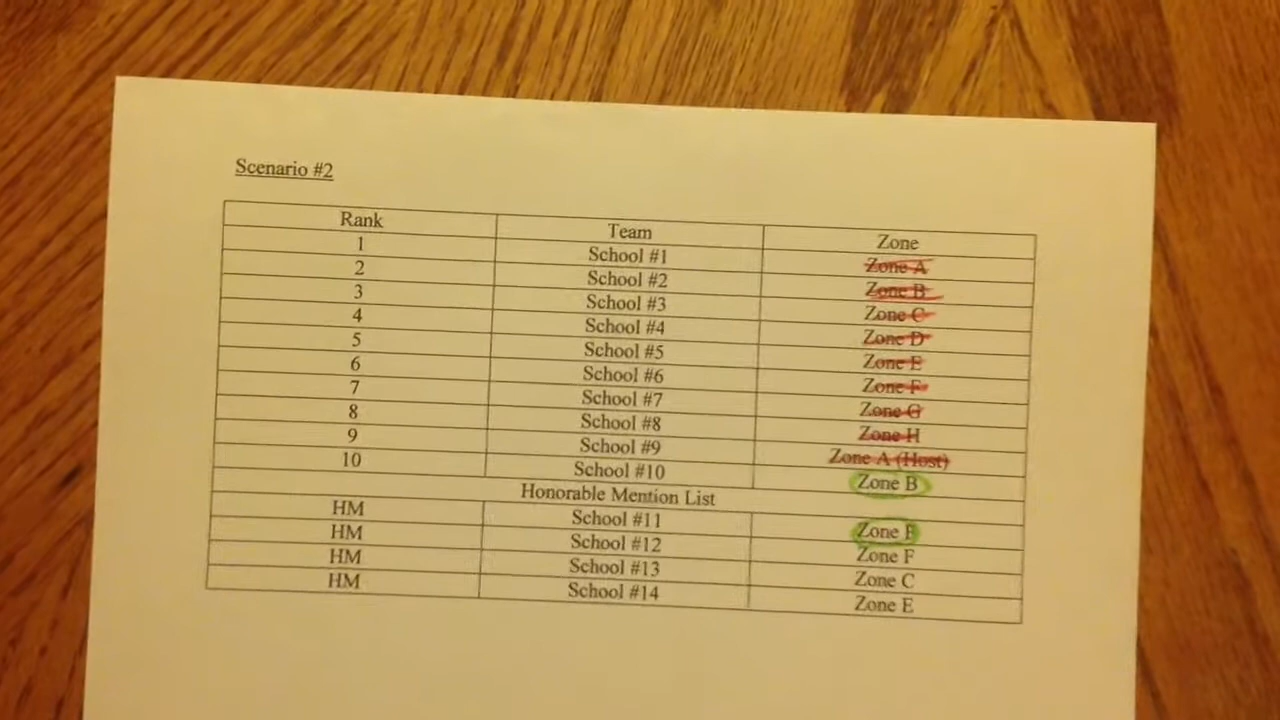 Scenario #2
Rank Team Zone
1 School #1 Zone A
2 School #2 Zone B
3 School #3 Zone C
4 School #4 Zone D
5 School #5 Zone E
6 School #6 Zone F
7 School #7 Zone G
8 School #8 Zone H
9 School #9 Zone A (Host)
10 School #10 Zone B
Honorable Mention List
HM School #11 Zone
HM School #12 Zone F
HM School #13 Zone C
HM School #14 Zone E